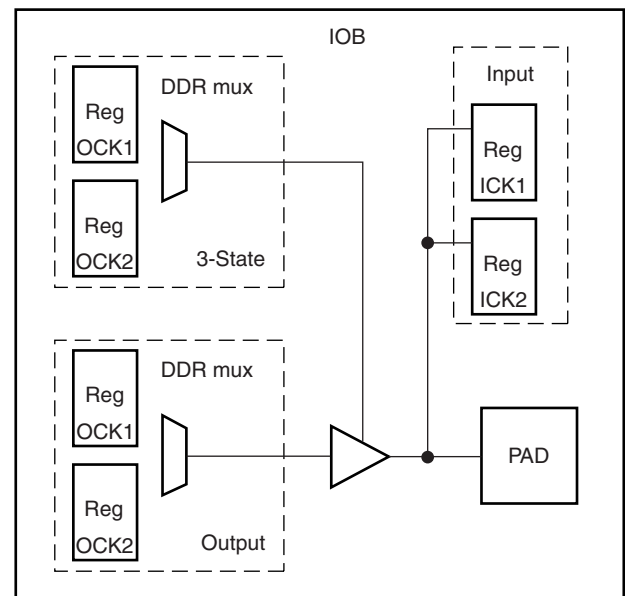 IOB
DDR mux
Reg
OCK1
Reg
OCK2
3-State
Input
Reg
ICK1
Reg
ICK2
DDR mux
Reg
OCK1
Reg
OCK2
Output
PAD